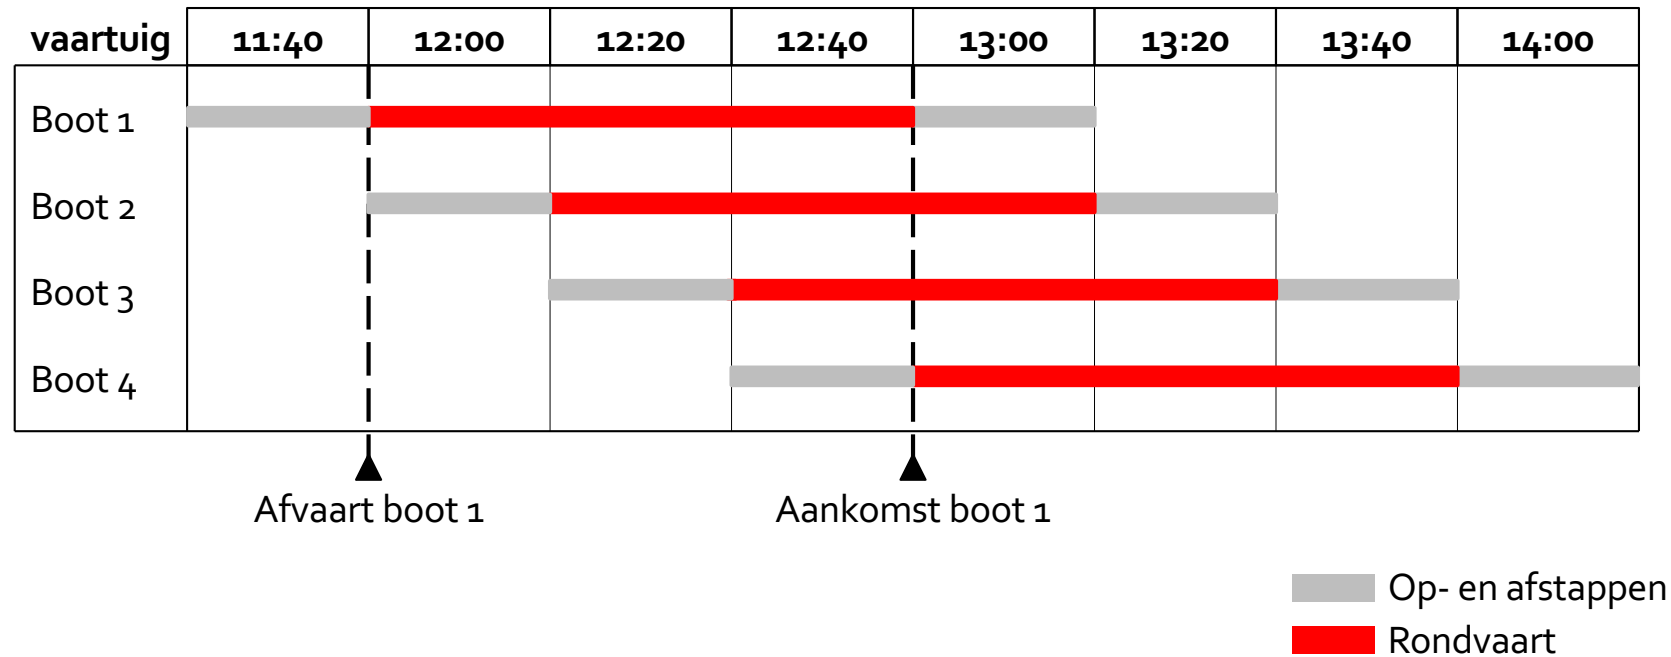 vaartuig 11:40 12:00 12:20 12:40 13:00 13:20 13:40 14:00
Boot 1
Boot 2
Boot 3
Boot 4
Afvaart boot 1 Aankomst boot 1
Op- en afstappen
Rondvaart